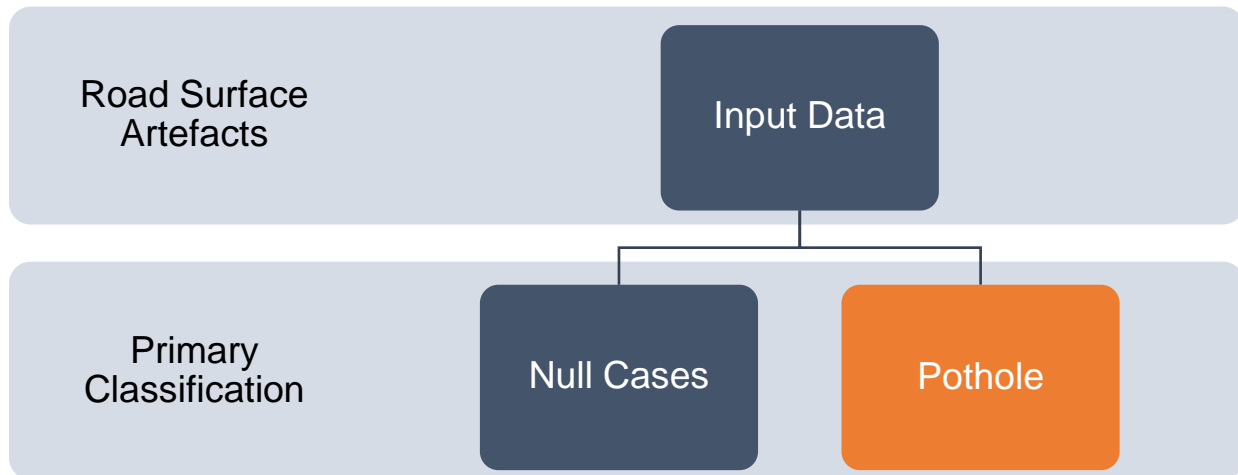 Road Surface
Artefacts
Input Data
Primary
Classification
Null Cases
Pothole